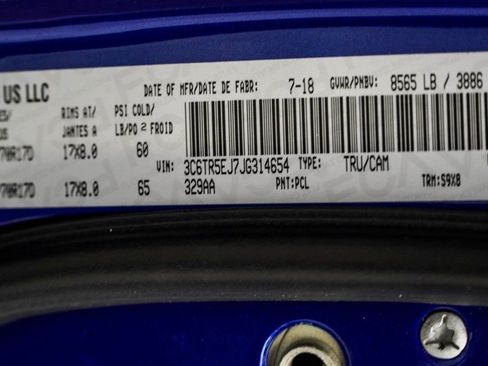 US LLC DATE OF MFR/DATE DE FABR: 7-18 GVWR/PNBV: 8565 LB / 3886
RIMS AT/ PSI COLD/
JANTES A LB/PO 2 FROID
70R17D 17X8.0 60
VIN: 3C6TR5EJ7JG314654 TYPE: TRU/CAM
70R17D 17X8.0 65 329AA PNT:PCL TRM:S9X8